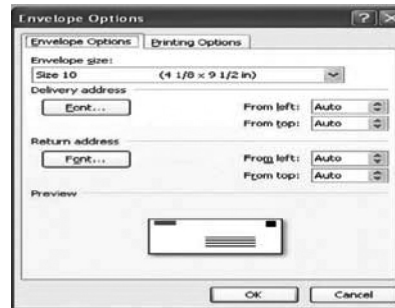 Envelope Options
Envelope Options Printing Options
Envelope size:
Size 10 (4 1/8 x 9 1/2 in)
Delivery address
Font... From left: Auto
From top: Auto
Return address
Font... From left: Auto
From top: Auto
Preview
OK Cancel